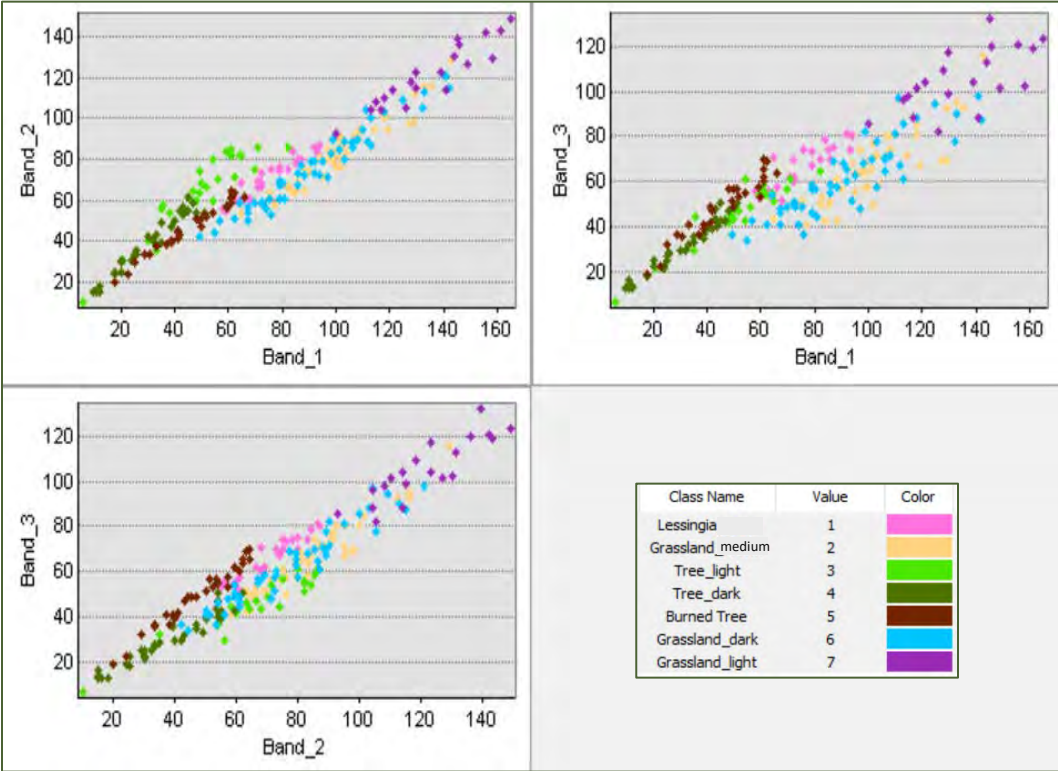 140
120
100
80
60
40
20
Band_2
20 40 60 80 100 120 140 160
Band_1
120
100
80
60
40
20
Band_3
20 40 60 80 100 120 140 160
Band_1
120
100
80
60
40
20
Band_3
20 40 60 80 100 120 140
Band_2
Class Name Value Color
Lessingia 1
Grassland_medium 2
Tree_light 3
Tree_dark 4
Burned Tree 5
Grassland_dark 6
Grassland_light 7